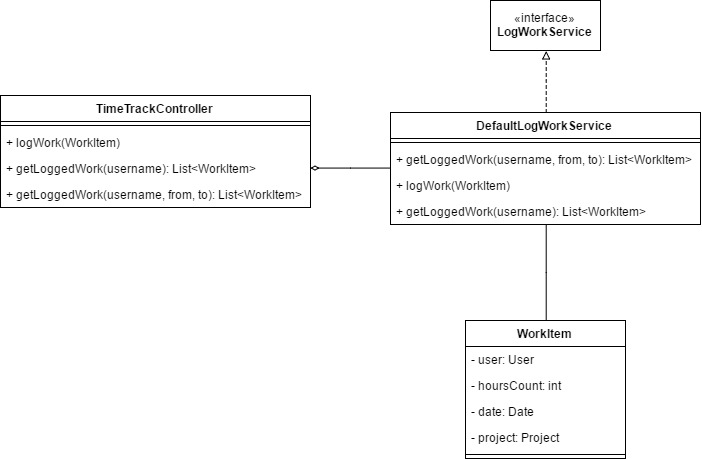 «interface»
LogWorkService
TimeTrackController
+ logWork(WorkItem)
+ getLoggedWork(username): List<WorkItem>
+ getLoggedWork(username, from, to): List<WorkItem>
DefaultLogWorkService
+ getLoggedWork(username, from, to): List<WorkItem>
+ logWork(WorkItem)
+ getLoggedWork(username): List<WorkItem>
WorkItem
- user: User
- hoursCount: int
- date: Date
- project: Project